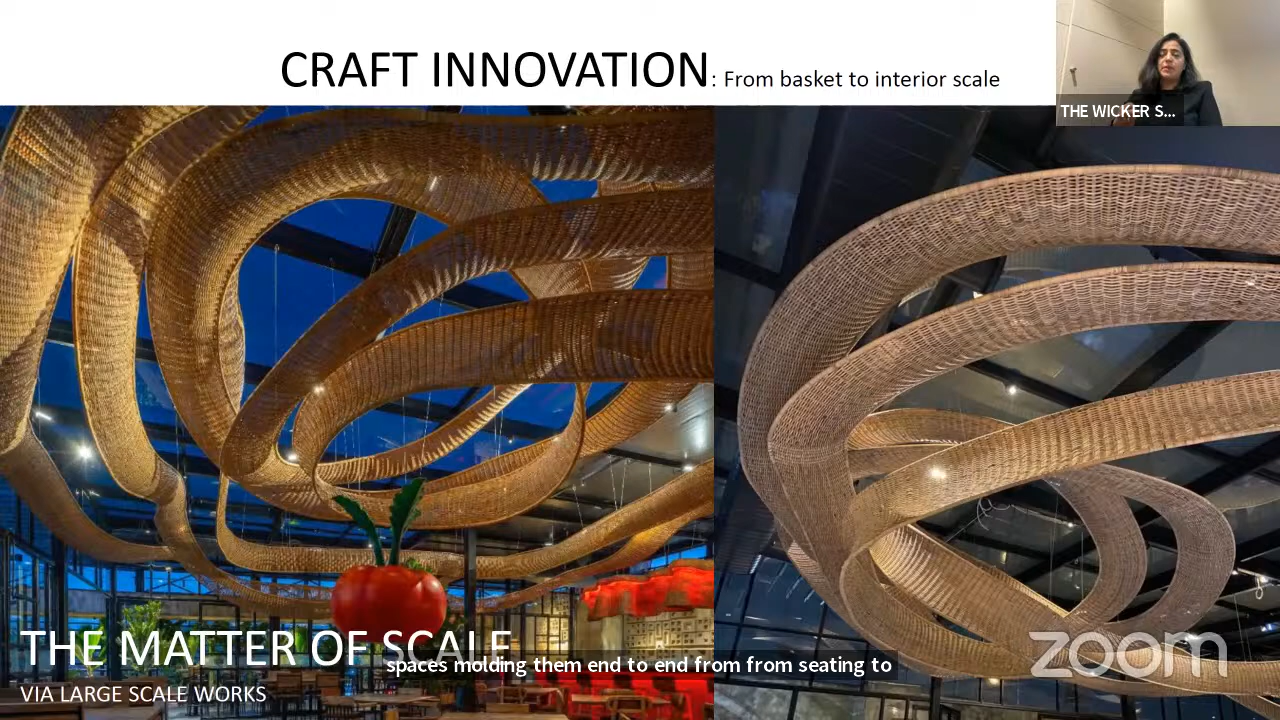 CRAFT INNOVATION: From basket to interior scale
THE WICKER S...
THE MATTER OF SCALE
spaces molding them end to end from from seating to
VIA LARGE SCALE WORKS
zoom